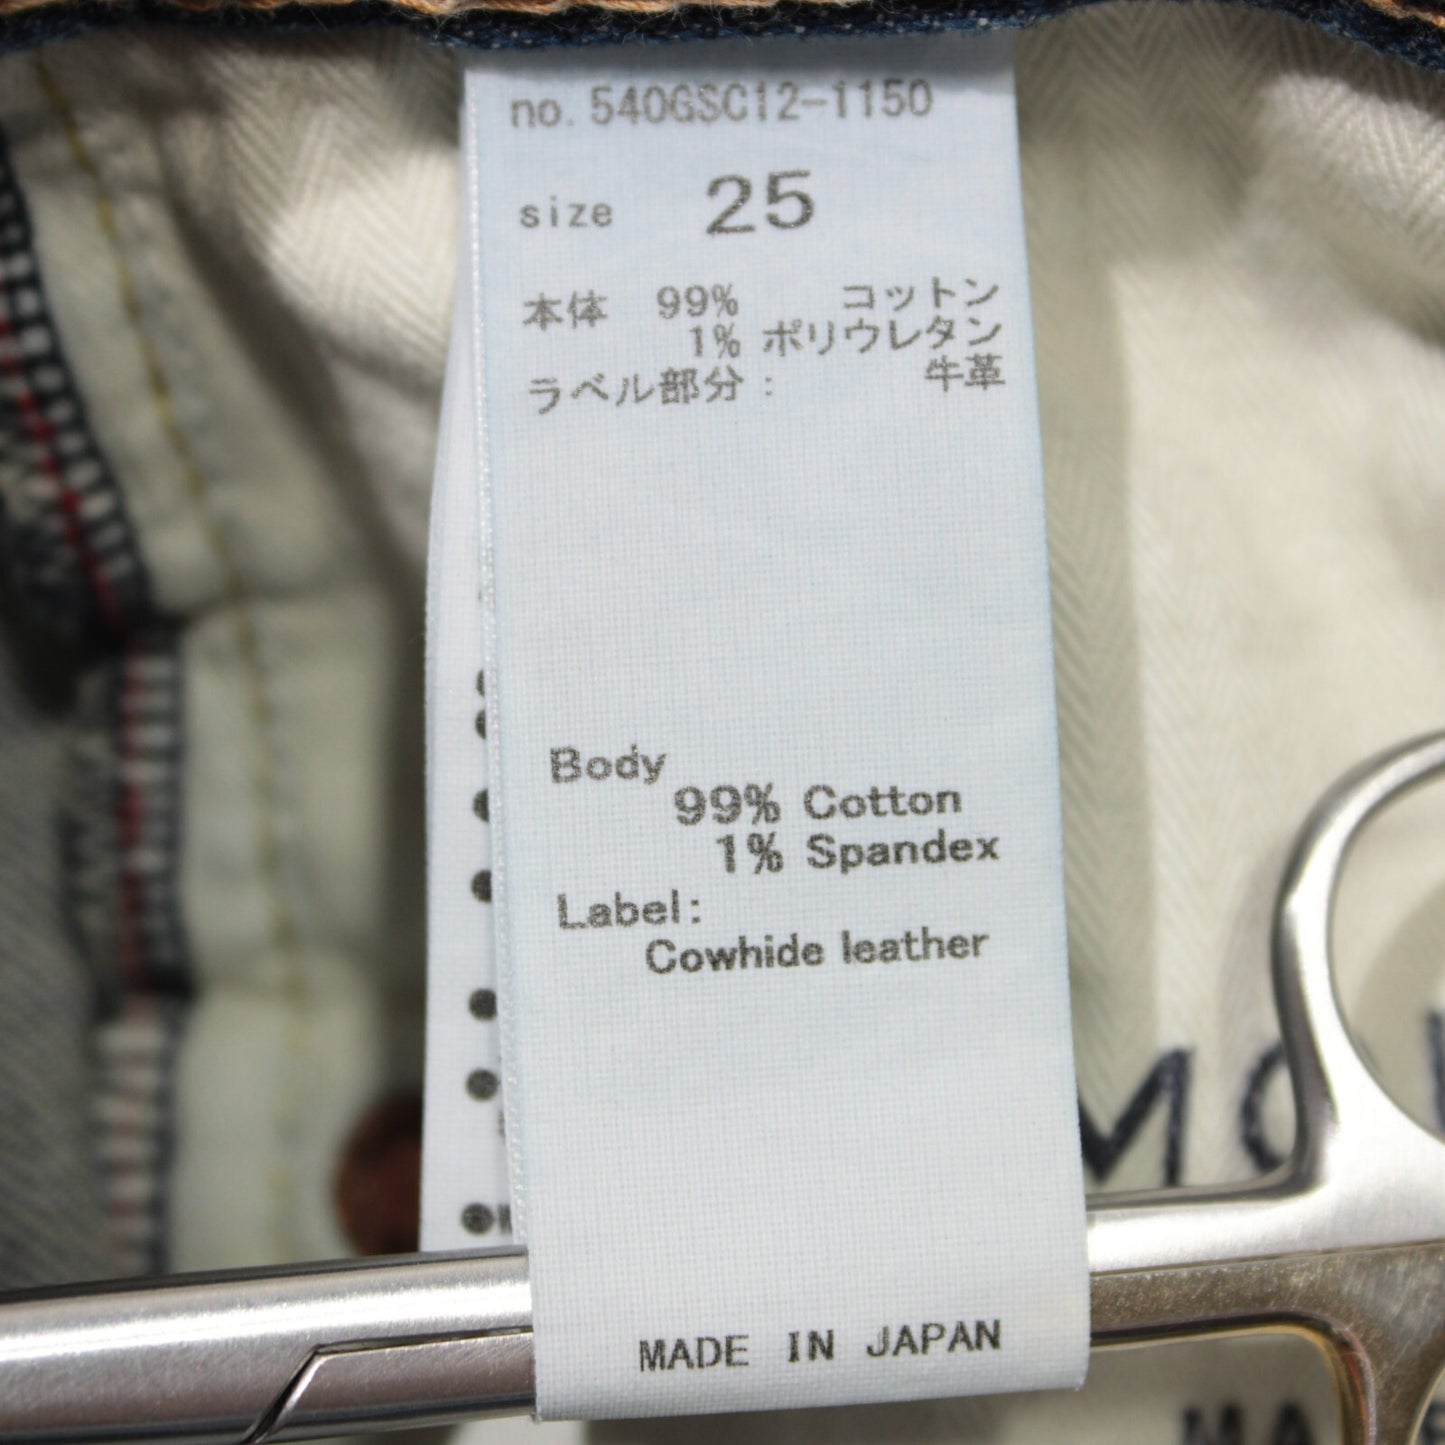 no. 540GSC12-1150
size 25
本体 99% コットン
1% ポリウレタン
ラベル部分: 牛革
Body
99% Cotton
1% Spandex
Label:
Cowhide leather
MADE IN JAPAN